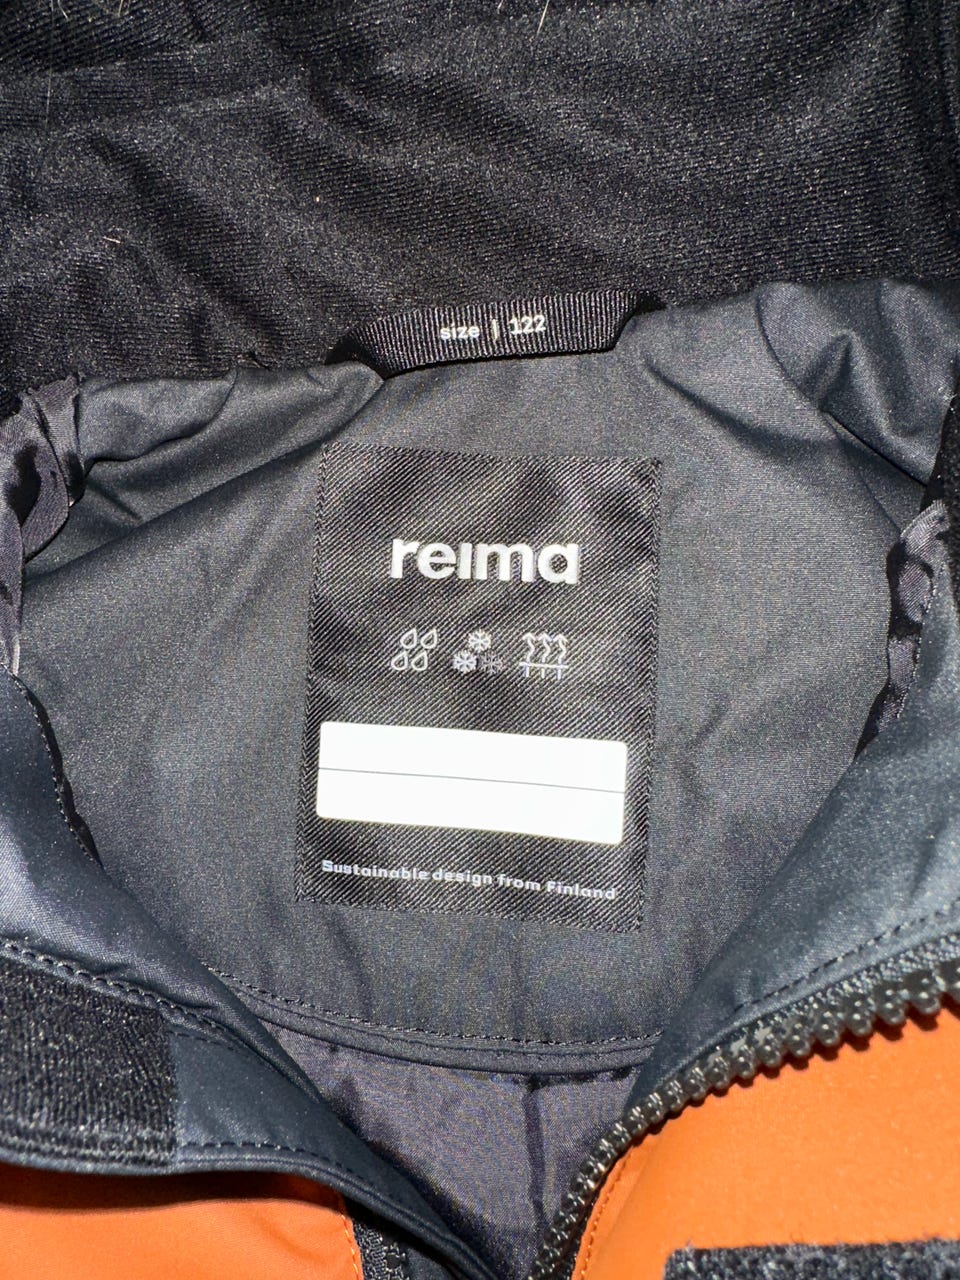 size | 122
reima
Sustainable design from Finland